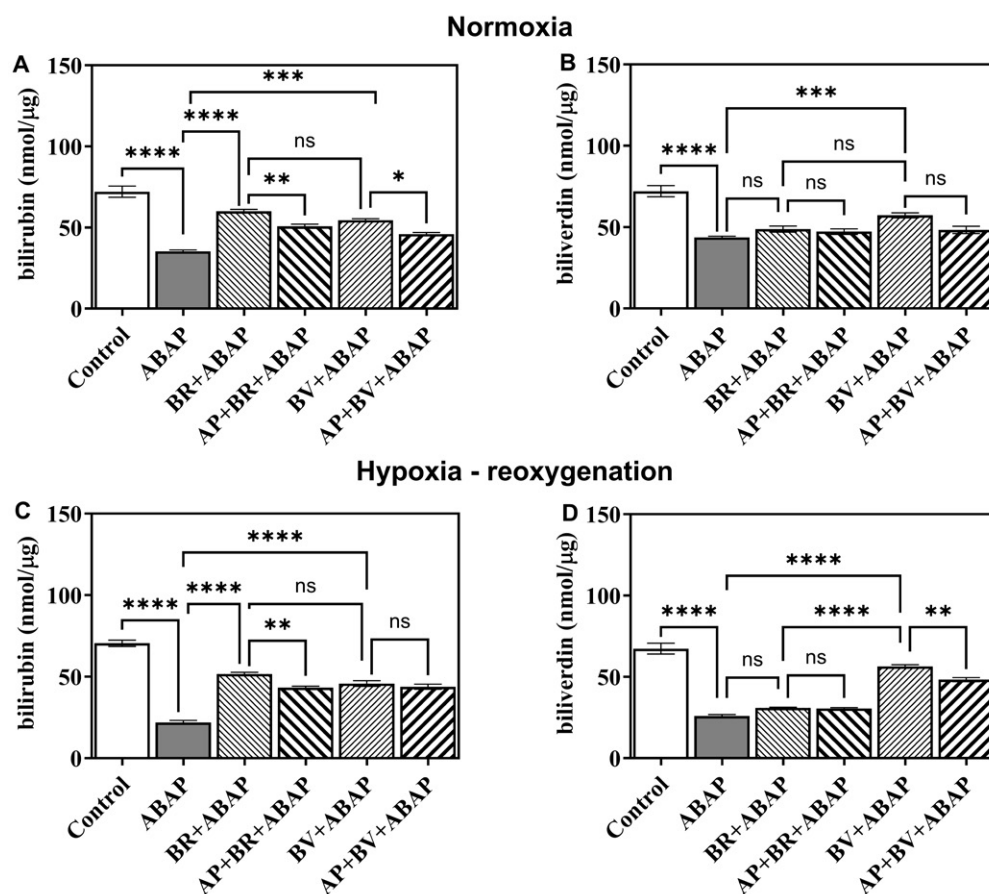 Normoxia
A
bilirubin (nmol/µg)
150
100
50
0
****
****
***
ns
**
*
Control
ABAP
BR+ABAP
AP+BR+ABAP
BV+ABAP
AP+BV+ABAP
B
biliverdin (nmol/µg)
150
100
50
0
****
ns
ns
***
ns
ns
Control
ABAP
BR+ABAP
AP+BR+ABAP
BV+ABAP
AP+BV+ABAP
Hypoxia - reoxygenation
C
bilirubin (nmol/µg)
150
100
50
0
****
****
****
ns
**
ns
Control
ABAP
BR+ABAP
AP+BR+ABAP
BV+ABAP
AP+BV+ABAP
D
biliverdin (nmol/µg)
150
100
50
0
****
ns
ns
****
****
**
Control
ABAP
BR+ABAP
AP+BR+ABAP
BV+ABAP
AP+BV+ABAP